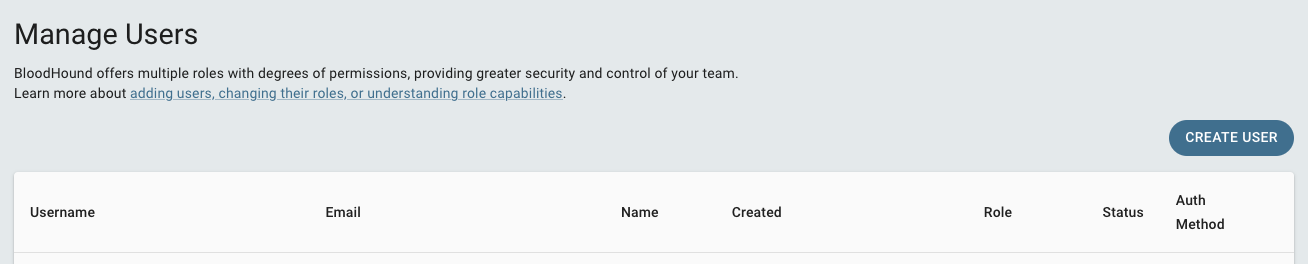 Manage Users
BloodHound offers multiple roles with degrees of permissions, providing greater security and control of your team.
Learn more about adding users, changing their roles, or understanding role capabilities.
CREATE USER
Username Email Name Created Role Status Auth
Method